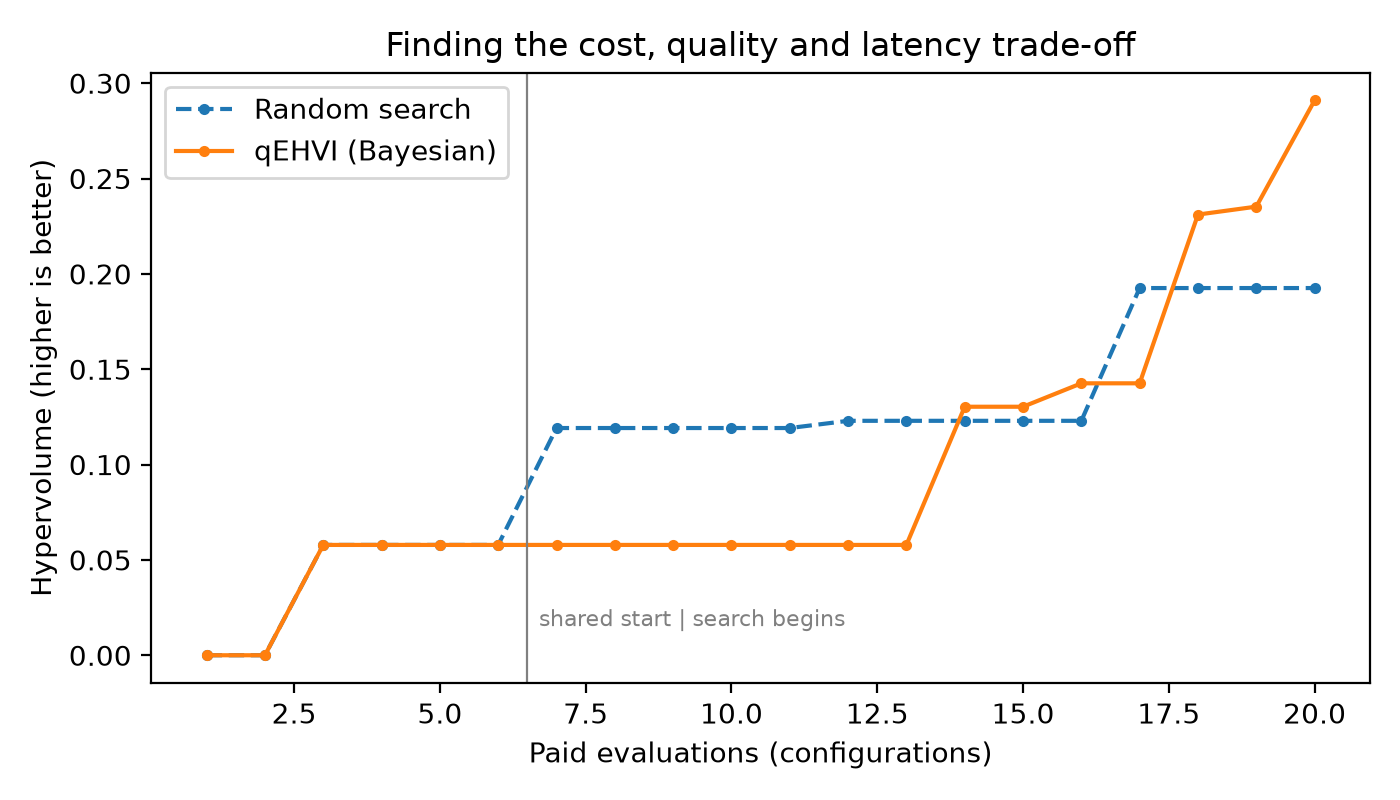 Finding the cost, quality and latency trade-off
Random search
qEHVI (Bayesian)
Hypervolume (higher is better)
0.30
0.25
0.20
0.15
0.10
0.05
0.00
shared start | search begins
2.5
5.0
7.5
10.0
12.5
15.0
17.5
20.0
Paid evaluations (configurations)